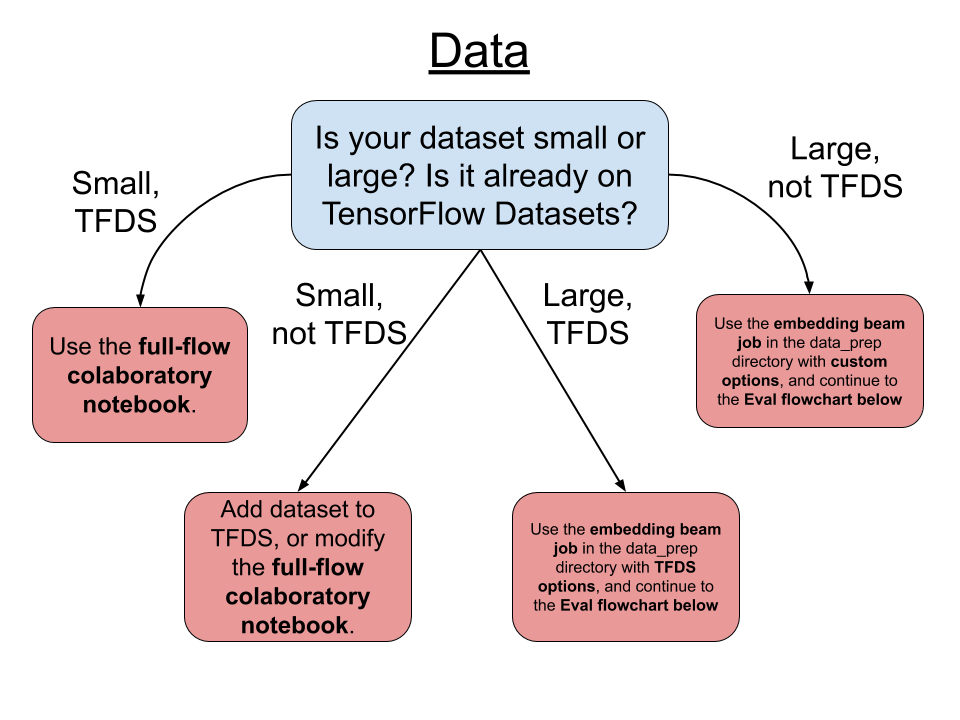 Data
Is your dataset small or
large? Is it already on
TensorFlow Datasets?
Small,
TFDS
Small,
not TFDS
Large,
TFDS
Large,
not TFDS
Use the full-flow
colaboratory
notebook.
Add dataset to
TFDS, or modify
the full-flow
colaboratory
notebook.
Use the embedding beam
job in the data_prep
directory with TFDS
options, and continue to
the Eval flowchart below
Use the embedding beam
job in the data_prep
directory with custom
options, and continue to
the Eval flowchart below